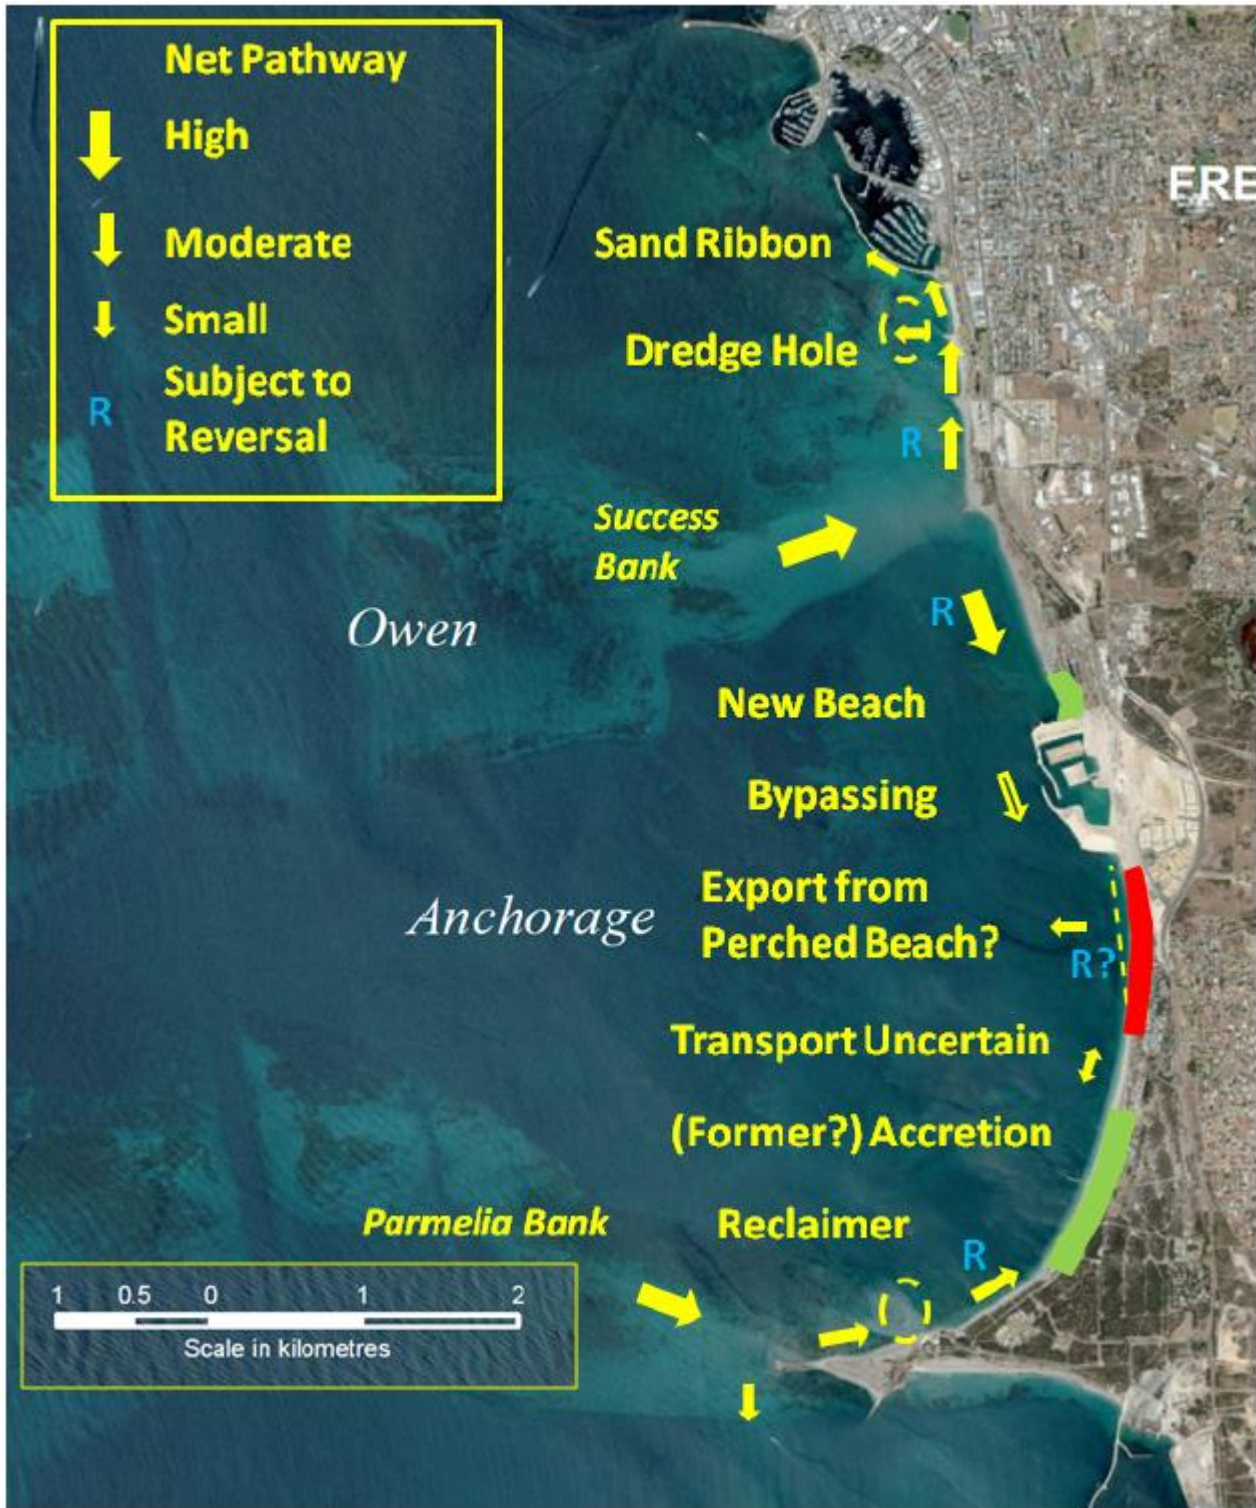 Net Pathway
High
Moderate
Small
R
Subject to
Reversal
FRE
Sand Ribbon
Dredge Hole
R
Success
Bank
Owen
R
New Beach
Bypassing
Anchorage
Export from
Perched Beach?
R?
Transport Uncertain
(Former?) Accretion
Parmelia Bank
Reclaimer
R
1 0.5 0 1 2
Scale in kilometres